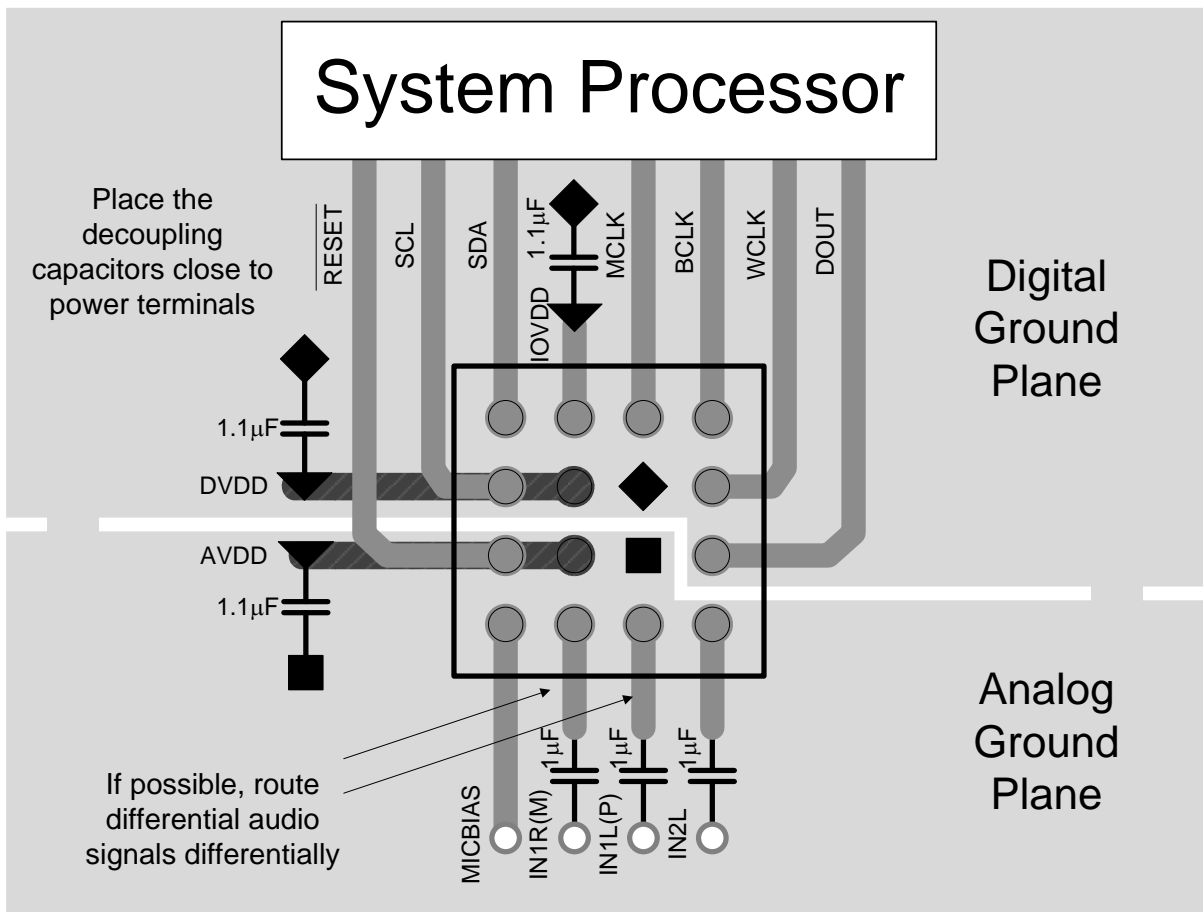 System Processor
Place the
decoupling
capacitors close to
power terminals
RESET
SCL
SDA
1.1μF
IOVDD
MCLK
BCLK
WCLK
DOUT
Digital
Ground
Plane
1.1μF
DVDD
AVDD
1.1μF
Analog
Ground
Plane
If possible, route
differential audio
signals differentially
MICBIAS
IN1R(M)
1μF
IN1L(P)
1μF
IN2L
1μF